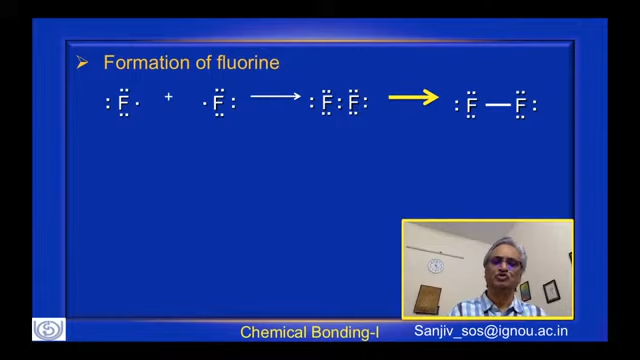 ➢ Formation of fluorine
:F̈· + ·F̈: ⟶ :F̈:F̈: ⟶ :F̈—F̈:
Chemical Bonding-I
Sanjiv_sos@ignou.ac.in